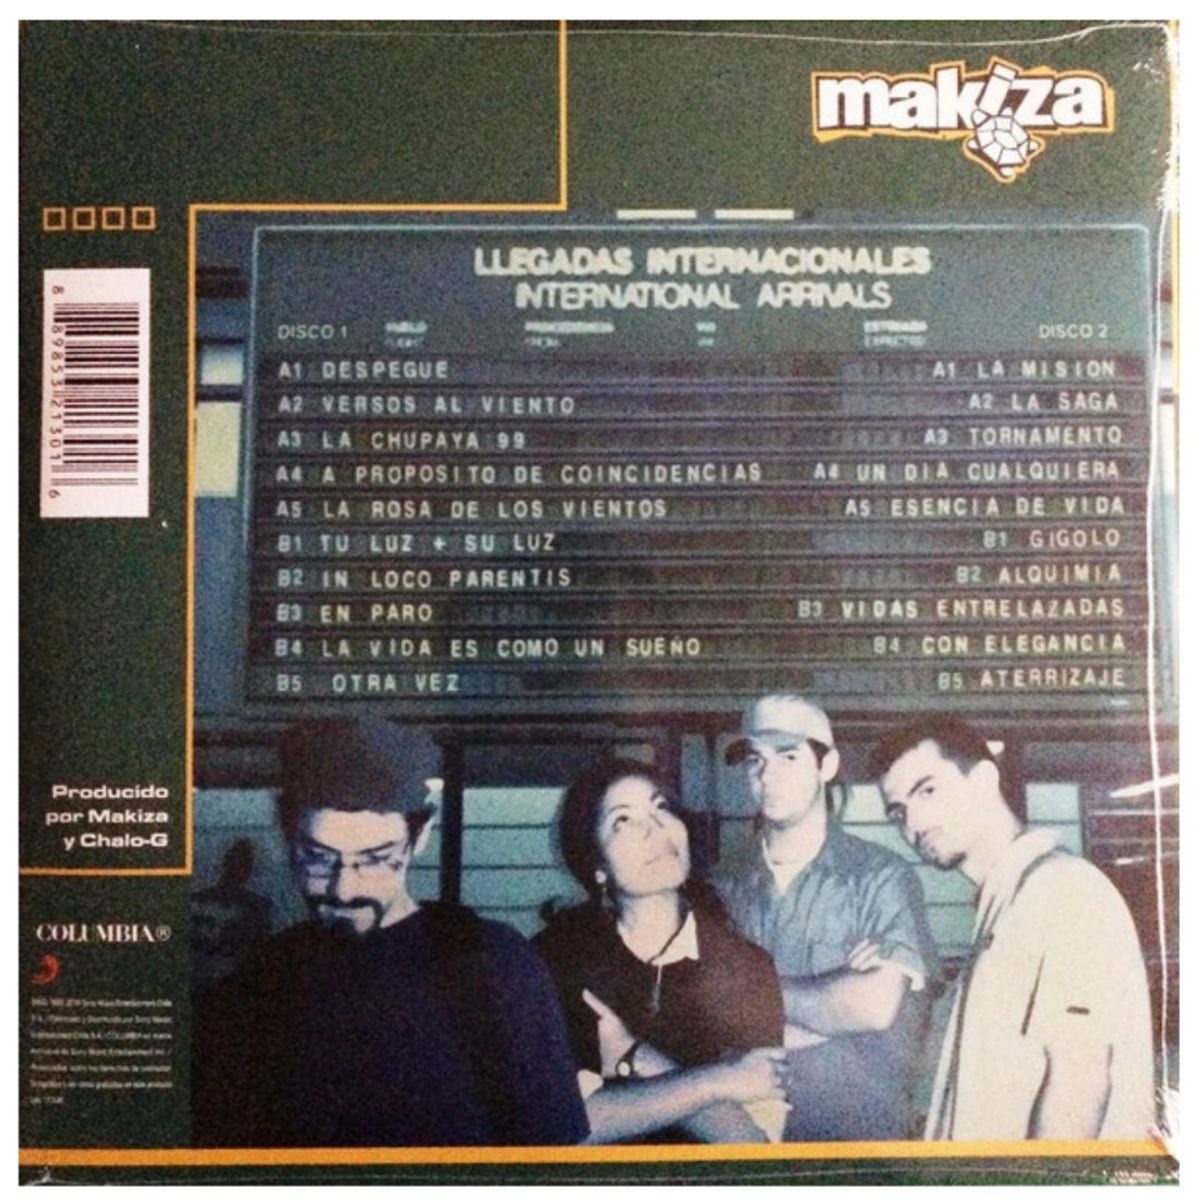 makiza
LLEGADAS INTERNACIONALES
INTERNATIONAL ARRIVALS
DISCO 1
A1 DESPEGUE
A2 VERSOS AL VIENTO
A3 LA CHUPAYA 99
A4 A PROPOSITO DE COINCIDENCIAS
A5 LA ROSA DE LOS VIENTOS
B1 TU LUZ + SU LUZ
B2 IN LOCO PARENTIS
B3 EN PARO
B4 LA VIDA ES COMO UN SUEÑO
B5 OTRA VEZ
DISCO 2
A1 LA MISION
A2 LA SAGA
A3 TORNAMENTO
A4 UN DIA CUALQUIERA
A5 ESENCIA DE VIDA
B1 GIGOLO
B2 ALQUIMIA
B3 VIDAS ENTRELAZADAS
B4 CON ELEGANCIA
B5 ATERRIZAJE
8 89853 21301 6
Producido
por Makiza
y Chalo-G
COLUMBIA®